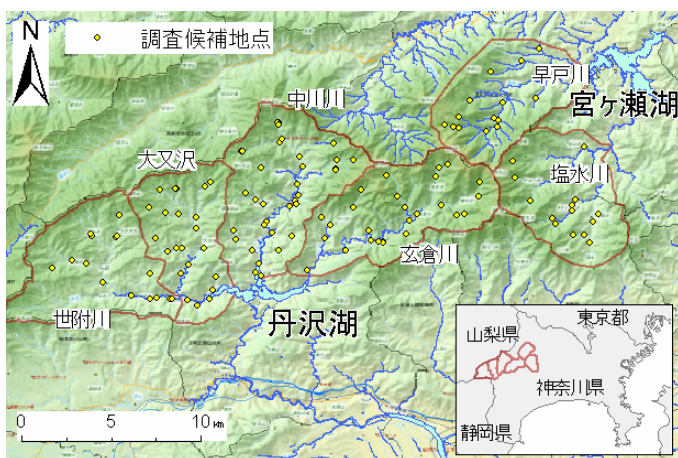 N
調査候補地点
早戸川
宮ヶ瀬湖
中川川
大又沢
塩水川
玄倉川
世附川
丹沢湖
0 5 10 km
東京都
山梨県
神奈川県
静岡県